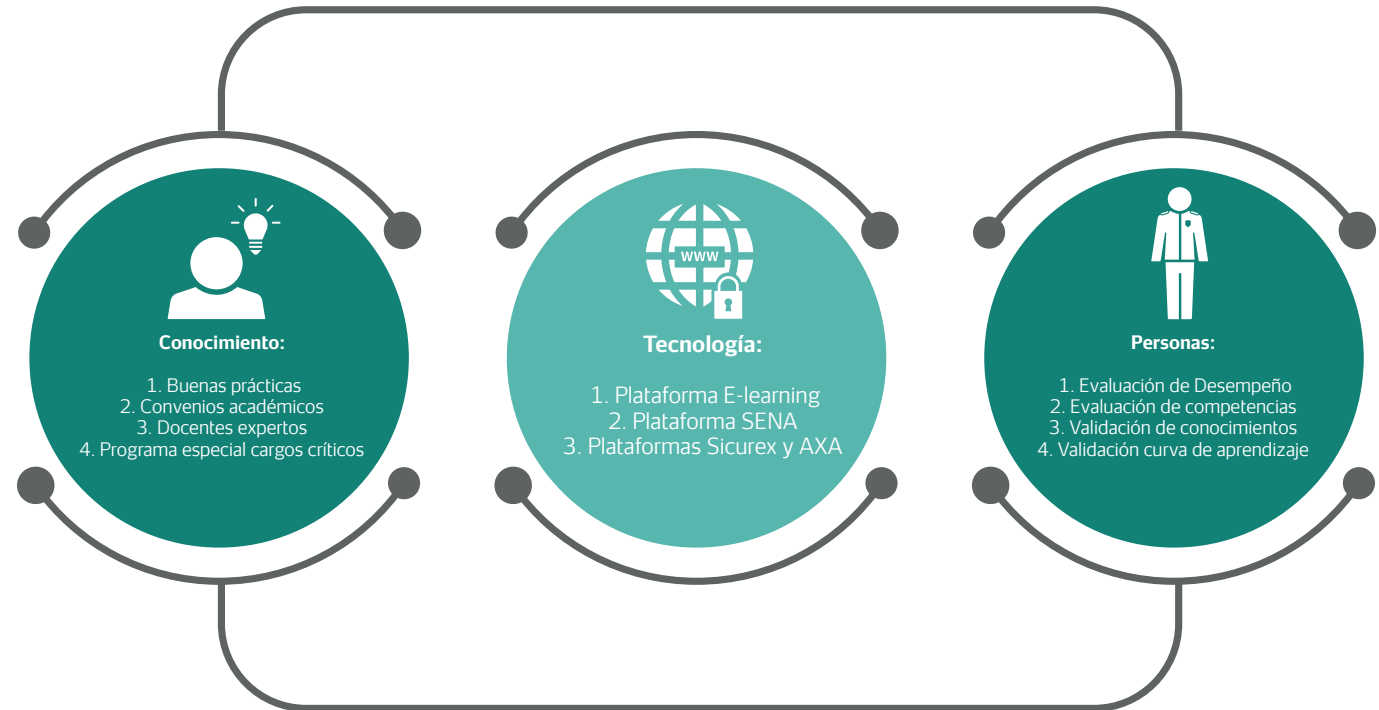 Conocimiento:
1. Buenas prácticas
2. Convenios académicos
3. Docentes expertos
4. Programa especial cargos críticos
www
Tecnología:
1. Plataforma E-learning
2. Plataforma SENA
3. Plataformas Sicurex y AXA
Personas:
1. Evaluación de Desempeño
2. Evaluación de competencias
3. Validación de conocimientos
4. Validación curva de aprendizaje